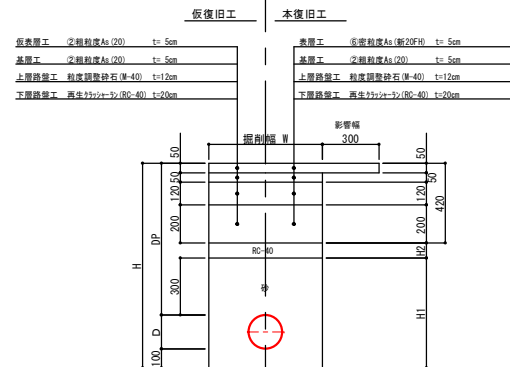 仮復旧工 本復旧工
仮表層工 ②粗粒度As(20) t= 5cm
基層工 ②粗粒度As(20) t= 5cm
上層路盤工 粒度調整砕石(M-40) t=12cm
下層路盤工 再生クラッシャーラン(RC-40) t=20cm
表層工 ⑥密粒度As(新20FH) t= 5cm
基層工 ②粗粒度As(20) t= 5cm
上層路盤工 粒度調整砕石(M-40) t=12cm
下層路盤工 再生クラッシャーラン(RC-40) t=20cm
影響幅
掘削幅 W 300
50
50
120
200
300
H
DP
D
100
RC-40
砂
50
50
120
200
420
H2
H1